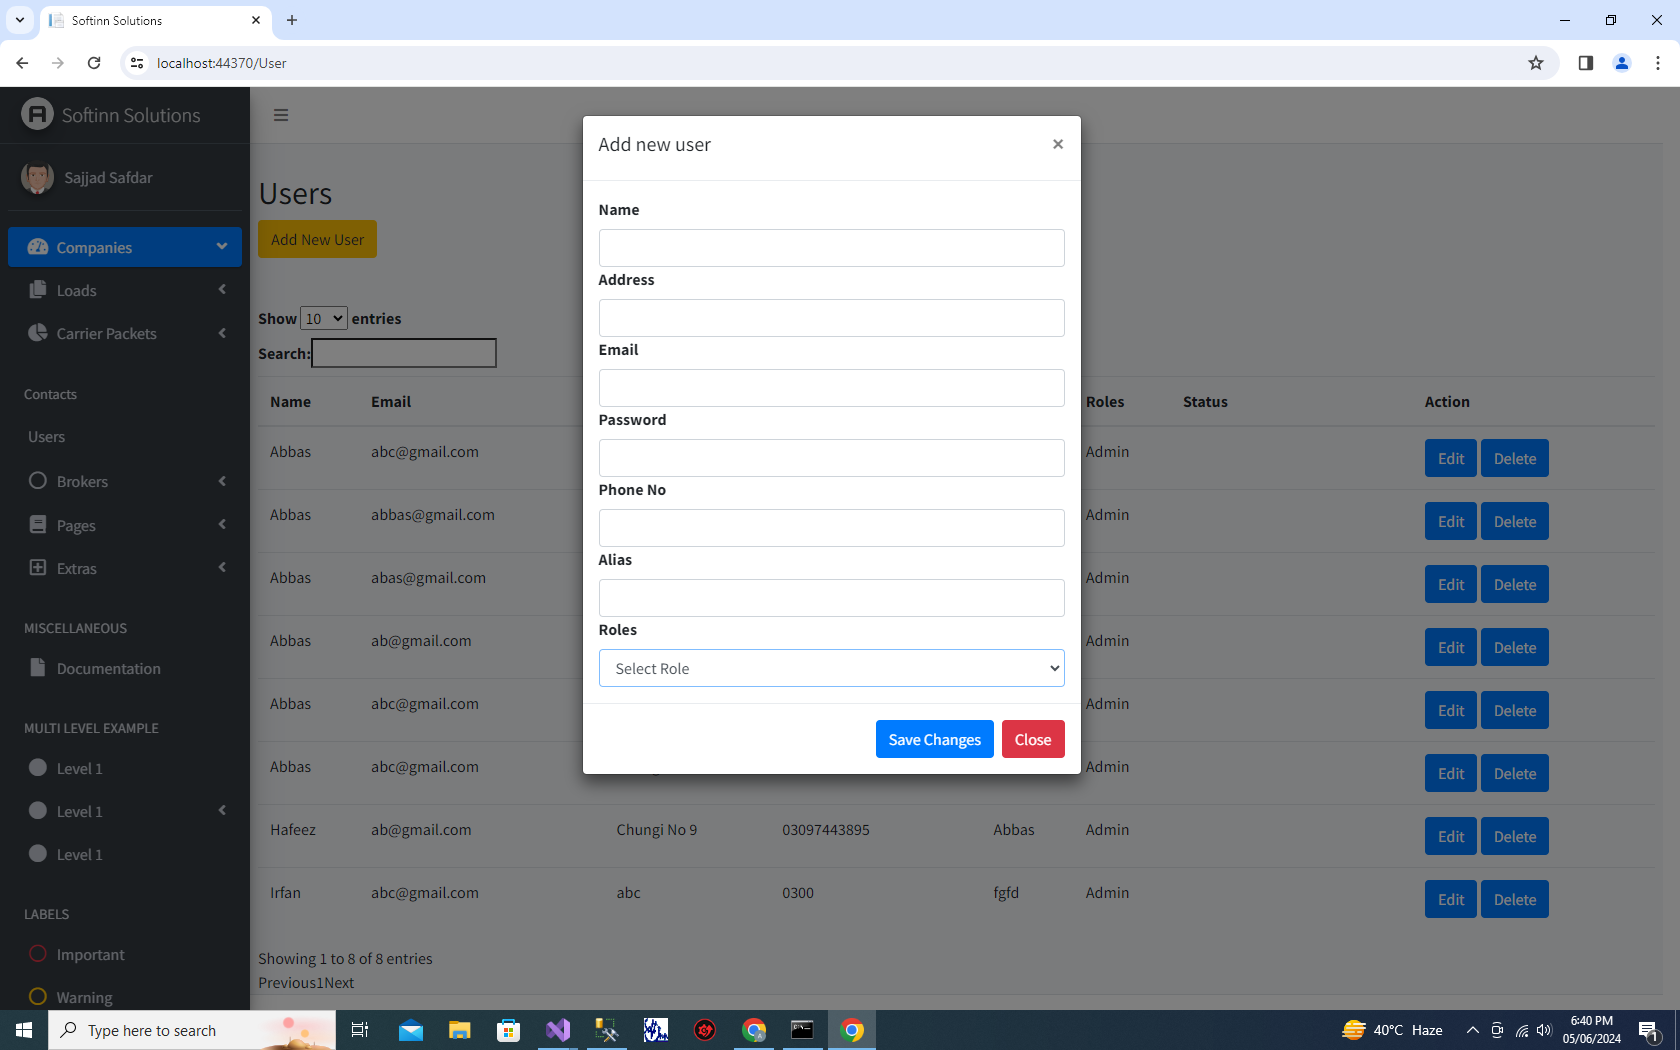 Softinn Solutions
localhost:44370/User
Softinn Solutions
Sajjad Safdar
Companies
Loads
Carrier Packets
Contacts
Users
Brokers
Pages
Extras
MISCELLANEOUS
Documentation
MULTI LEVEL EXAMPLE
Level 1
Level 1
Level 1
LABELS
Important
Warning
Users
Add New User
Show 10 entries
Search:
Name Email Roles Status Action
Abbas abc@gmail.com Admin Edit Delete
Abbas abbas@gmail.com Admin Edit Delete
Abbas abas@gmail.com Admin Edit Delete
Abbas ab@gmail.com Admin Edit Delete
Abbas abc@gmail.com Admin Edit Delete
Abbas abc@gmail.com Admin Edit Delete
Hafeez ab@gmail.com Chungi No 9 03097443895 Abbas Admin Edit Delete
Irfan abc@gmail.com abc 0300 fgfd Admin Edit Delete
Showing 1 to 8 of 8 entries
Previous1Next
Add new user ×
Name
Address
Email
Password
Phone No
Alias
Roles
Select Role
Save Changes Close
Type here to search
40°C Haze
6:40 PM
05/06/2024
1